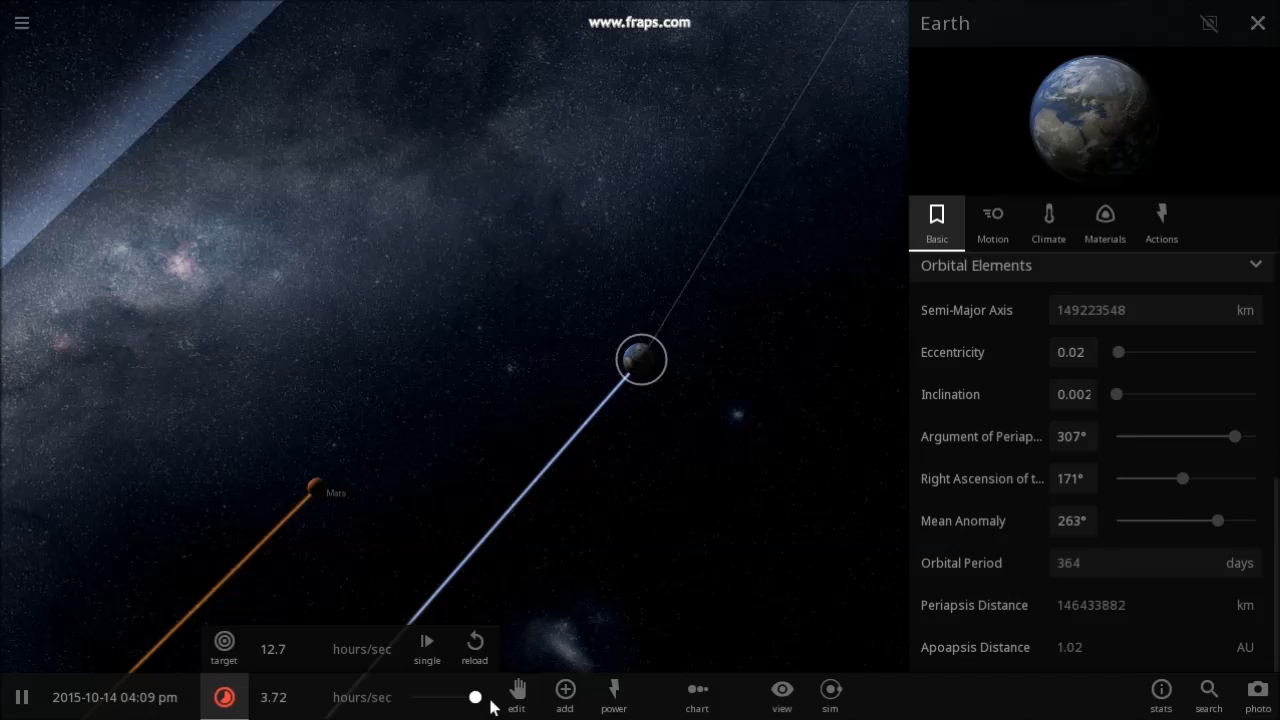 www.fraps.com
Earth
Basic
Motion
Climate
Materials
Actions
Orbital Elements
Semi-Major Axis 149223548 km
Eccentricity 0.02
Inclination 0.002
Argument of Periap... 307°
Right Ascension of t... 171°
Mean Anomaly 263°
Orbital Period 364 days
Periapsis Distance 146433882 km
Apoapsis Distance 1.02 AU
Mars
target
12.7 hours/sec
single
reload
2015-10-14 04:09 pm
3.72 hours/sec
edit
add
power
chart
view
sim
stats
search
photo